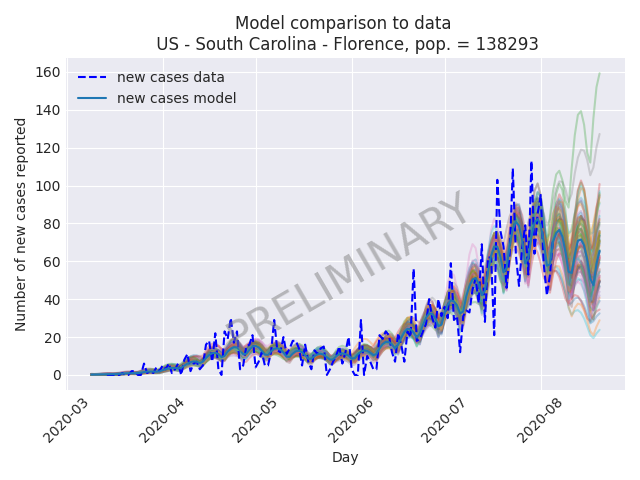 Model comparison to data
US - South Carolina - Florence, pop. = 138293
new cases data
new cases model
PRELIMINARY
Number of new cases reported
160
140
120
100
80
60
40
20
0
2020-03
2020-04
2020-05
2020-06
2020-07
2020-08
Day